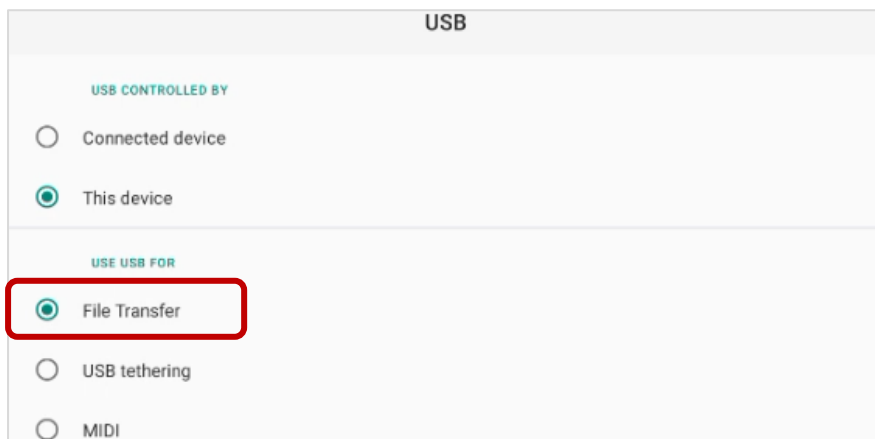 USB
USB CONTROLLED BY
Connected device
This device
USE USB FOR
File Transfer
USB tethering
MIDI